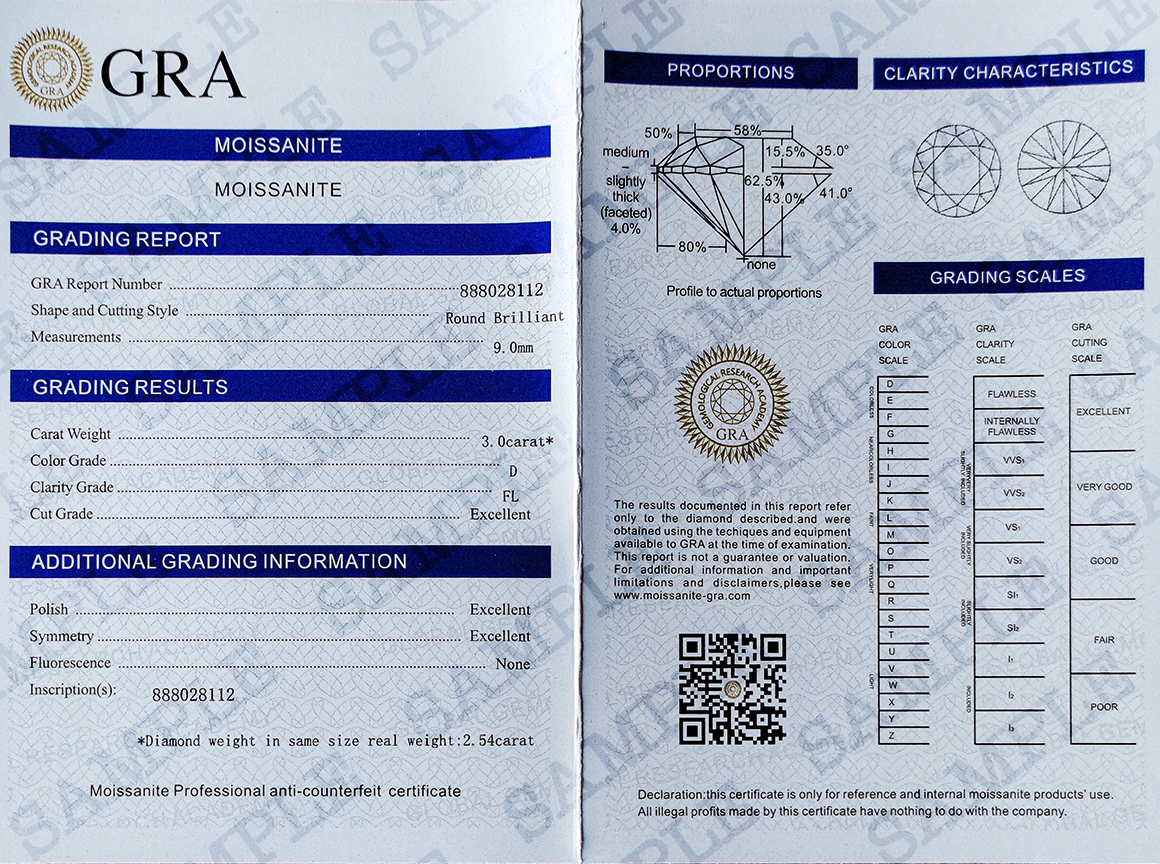 GEMOLOGICAL RESEARCH
GRA
GRA
MOISSANITE
MOISSANITE
GRADING REPORT
GRA Report Number 888028112
Shape and Cutting Style Round Brilliant
Measurements 9.0mm
GRADING RESULTS
Carat Weight 3.0carat*
Color Grade D
Clarity Grade FL
Cut Grade Excellent
ADDITIONAL GRADING INFORMATION
Polish Excellent
Symmetry Excellent
Fluorescence None
Inscription(s): 888028112
*Diamond weight in same size real weight:2.54carat
Moissanite Professional anti-counterfeit certificate
SAMPLE
PROPORTIONS
50%
58%
medium
–
slightly
thick
(faceted)
4.0%
15.5%
35.0°
62.5%
43.0%
41.0°
80%
none
Profile to actual proportions
GEMOLOGICAL RESEARCH ACADEMY
GRA
The results documented in this report refer
only to the diamond described.and were
obtained using the techiques and equipment
available to GRA at the time of examination.
This report is not a guarantee or valuation.
For additional information and important
limitations and disclaimers,please see
www.moissanite-gra.com
CLARITY CHARACTERISTICS
GRADING SCALES
GRA
COLOR
SCALE
COLORLESS
D
E
F
NEARCOLORLESS
G
H
I
J
FAINT
K
L
M
VERYLIGHT
N
O
P
Q
R
LIGHT
S
T
U
V
W
X
Y
Z
GRA
CLARITY
SCALE
FLAWLESS
INTERNALLY
FLAWLESS
VERYVERY
SLIGHTLY INCLUDED
VVS1
VVS2
VERY SLIGHTLY
INCLUDED
VS1
VS2
SLIGHTLY
INCLUDED
SI1
SI2
INCLUDED
I1
I2
I3
GRA
CUTING
SCALE
EXCELLENT
VERY GOOD
GOOD
FAIR
POOR
Declaration:this certificate is only for reference and internal moissanite products' use.
All illegal profits made by this certificate have nothing to do with the company.